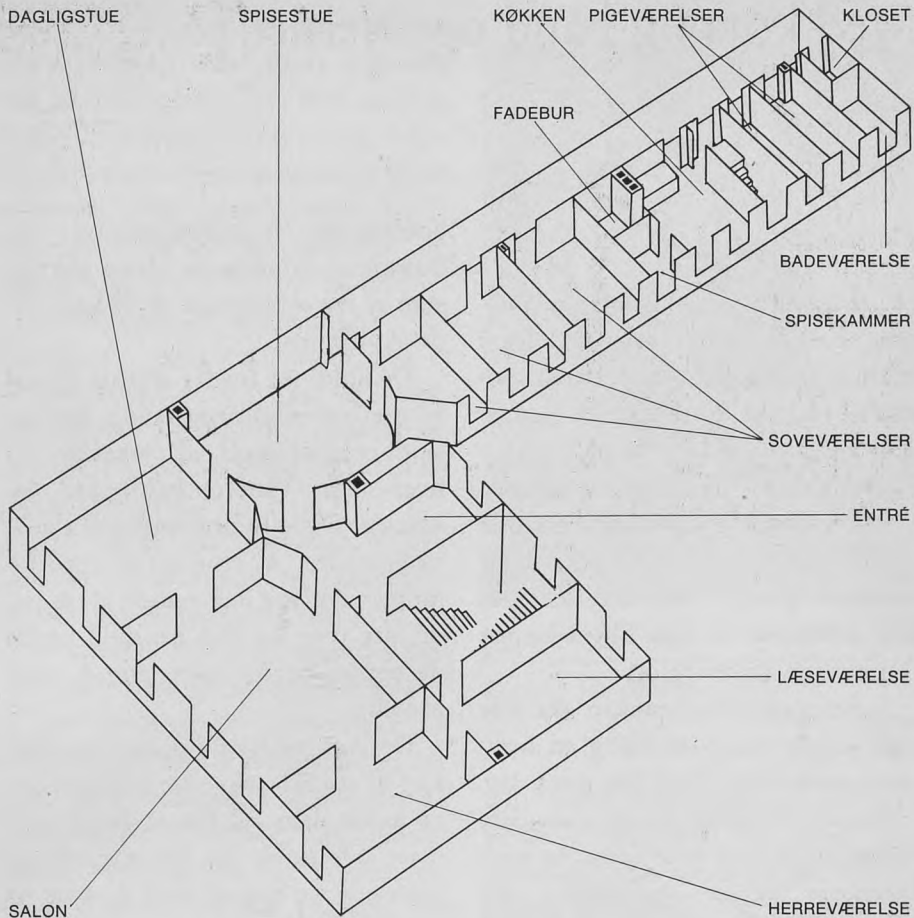 DAGLIGSTUE
SPISESTUE
KØKKEN
PIGEVÆRELSER
KLOSET
FADEBUR
BADEVÆRELSE
SPISEKAMMER
SOVEVÆRELSER
ENTRÉ
LÆSEVÆRELSE
SALON
HERREVÆRELSE